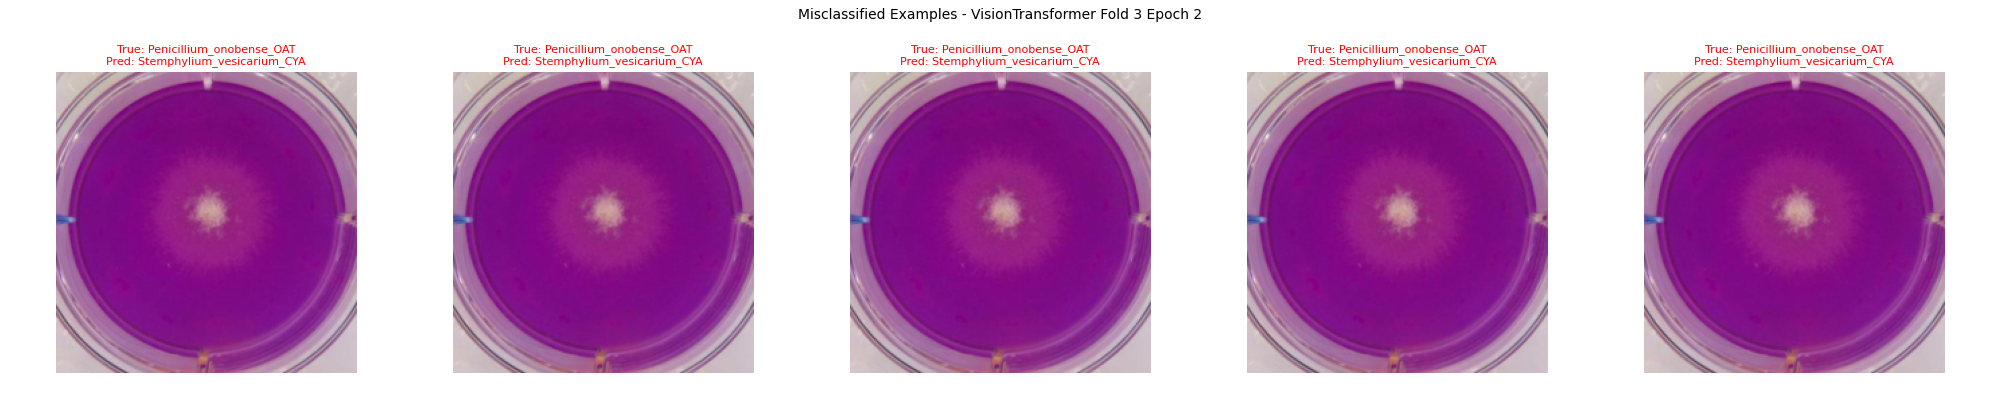 Misclassified Examples - VisionTransformer Fold 3 Epoch 2
True: Penicillium_onobense_OAT
Pred: Stemphylium_vesicarium_CYA
True: Penicillium_onobense_OAT
Pred: Stemphylium_vesicarium_CYA
True: Penicillium_onobense_OAT
Pred: Stemphylium_vesicarium_CYA
True: Penicillium_onobense_OAT
Pred: Stemphylium_vesicarium_CYA
True: Penicillium_onobense_OAT
Pred: Stemphylium_vesicarium_CYA